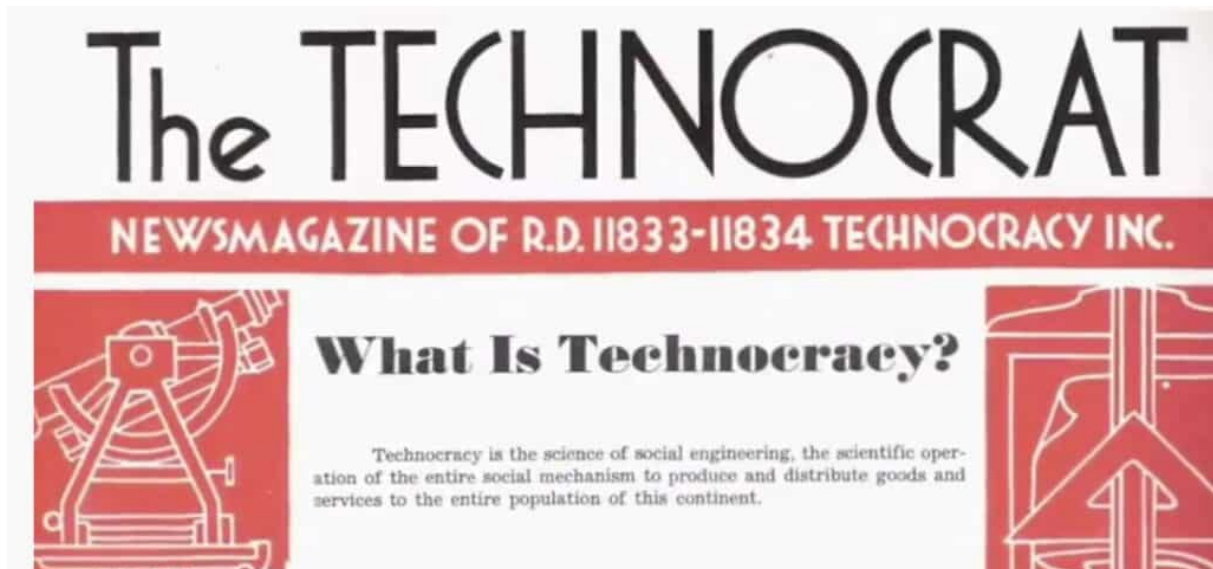 The TECHNOCRAT
NEWSMAGAZINE OF R.D. 11833-11834 TECHNOCRACY INC.
What Is Technocracy?
Technocracy is the science of social engineering, the scientific oper-
ation of the entire social mechanism to produce and distribute goods and
services to the entire population of this continent.